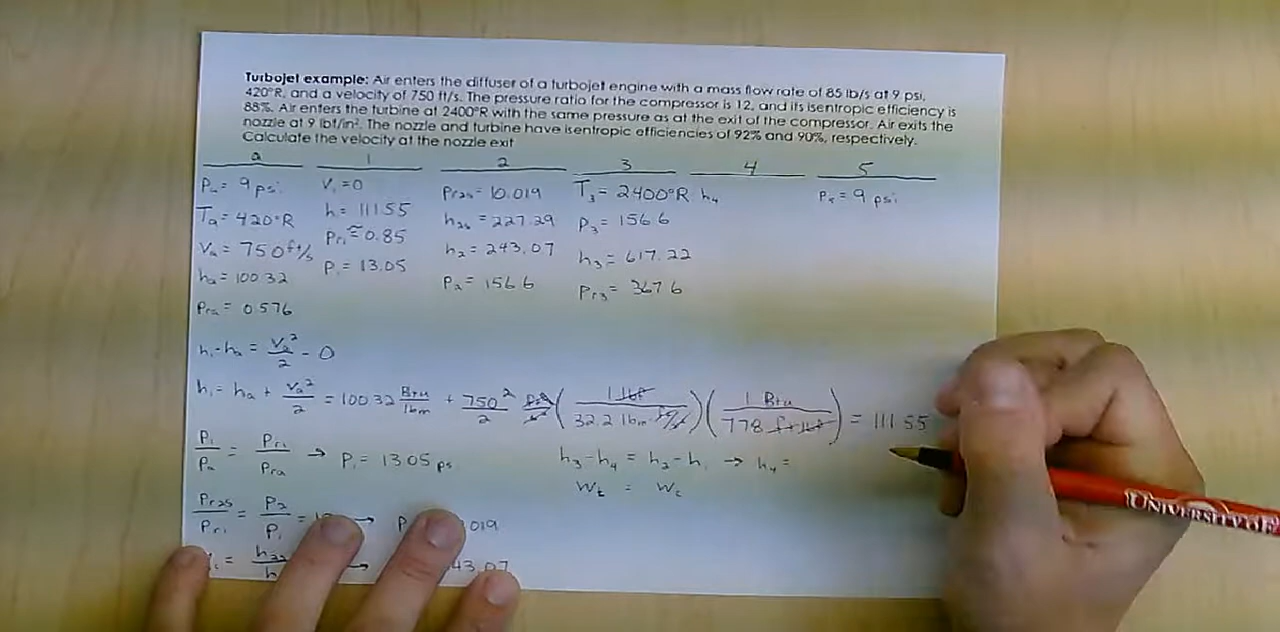 Turbojet example: Air enters the diffuser of a turbojet engine with a mass flow rate of 85 lb/s at 9 psi,
420°R, and a velocity of 750 ft/s. The pressure ratio for the compressor is 12, and its isentropic efficiency is
88%. Air enters the turbine at 2400°R with the same pressure as at the exit of the compressor. Air exits the
nozzle at 9 lbf/in². The nozzle and turbine have isentropic efficiencies of 92% and 90%, respectively.
Calculate the velocity at the nozzle exit
a 1 2 3 4 5
Pa = 9 psi V₁ = 0 Pr2s = 10.019 T₃ = 2400°R h₄ P₅ = 9 psi
Ta = 420°R h₁ = 111.55 h2s = 227.29 P₃ = 156.6
Va = 750 ft/s Pr₁ ≈ 0.85 h₂ = 243.07 h₃ = 617.22
ha = 100.32 P₁ = 13.05 P₂ = 156.6 Pr₃ = 367.6
Pra = 0.576
h₁-ha = Va²/2 - 0
h₁ = ha + Va²/2 = 100.32 Btu/lbm + 750²/2 ft²/s² (1 lbf / 32.2 lbm ft/s²)(1 Btu / 778 ft·lbf) = 111.55
P₁/Pa = Pr₁/Pra → P₁ = 13.05 psi h₃-h₄ = h₂-h₁ → h₄ =
Wt = Wc
Pr2s/Pr₁ = P₂/P₁ = → P 019
= h2s → 43.07
UNIVERSITY OF